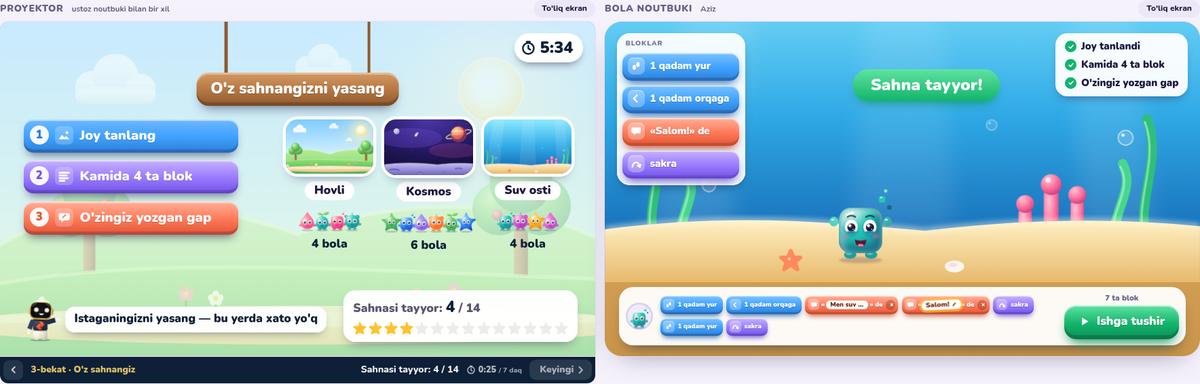 PROYEKTOR ustoz noutbuki bilan bir xil
To'liq ekran
5:34
O'z sahnangizni yasang
1 Joy tanlang
2 Kamida 4 ta blok
3 O'zingiz yozgan gap
Hovli Kosmos Suv osti
4 bola 6 bola 4 bola
Istaganingizni yasang — bu yerda xato yo'q
Sahnasi tayyor: 4 / 14
3-bekat · O'z sahnangiz
Sahnasi tayyor: 4 / 14
0:25 / 7 daq
Keyingi
BOLA NOUTBUKI Aziz
To'liq ekran
BLOKLAR
1 qadam yur
1 qadam orqaga
«Salom!» de
sakra
Sahna tayyor!
Joy tanlandi
Kamida 4 ta blok
O'zingiz yozgan gap
1 qadam yur 1 qadam orqaga « Men suv ... » de « Salom! » de sakra
1 qadam yur sakra
7 ta blok
Ishga tushir